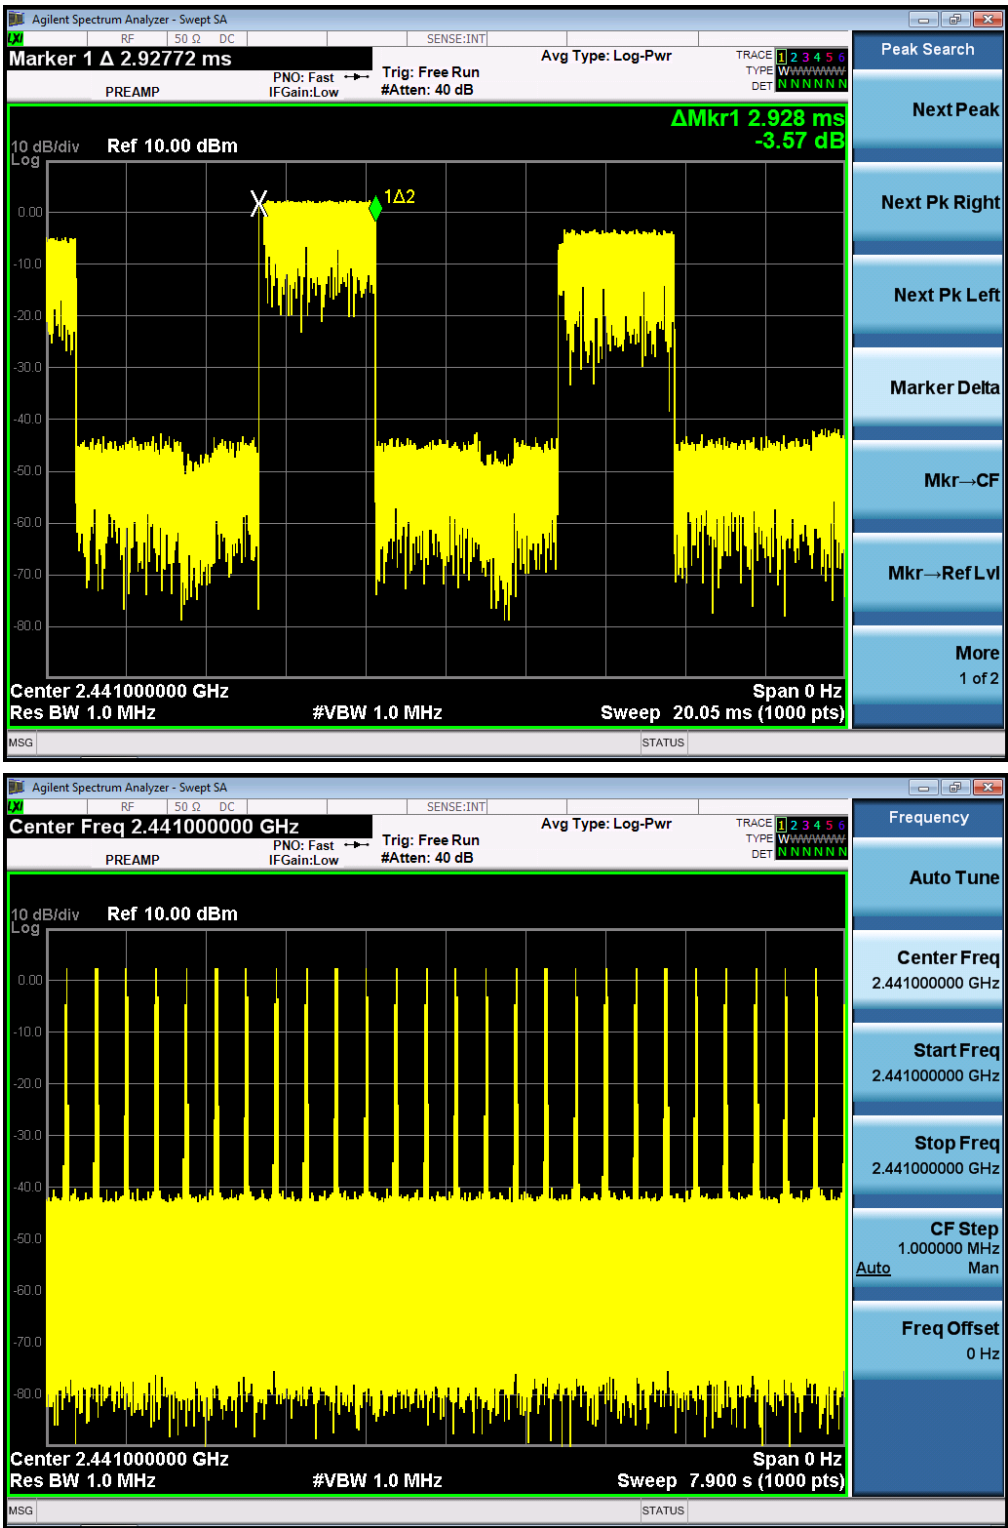 Agilent Spectrum Analyzer - Swept SA
LXI RF 50 Ω DC SENSE:INT
Marker 1 Δ 2.92772 ms
PREAMP
PNO: Fast
IFGain:Low
Trig: Free Run
#Atten: 40 dB
Avg Type: Log-Pwr
TRACE 1 2 3 4 5 6
TYPE WWWWWW
DET N N N N N N
ΔMkr1 2.928 ms
-3.57 dB
10 dB/div Ref 10.00 dBm
Log
1Δ2
0.00
-10.0
-20.0
-30.0
-40.0
-50.0
-60.0
-70.0
-80.0
Center 2.441000000 GHz Span 0 Hz
Res BW 1.0 MHz #VBW 1.0 MHz Sweep 20.05 ms (1000 pts)
MSG STATUS
Peak Search
Next Peak
Next Pk Right
Next Pk Left
Marker Delta
Mkr→CF
Mkr→Ref Lvl
More
1 of 2
Agilent Spectrum Analyzer - Swept SA
LXI RF 50 Ω DC SENSE:INT
Center Freq 2.441000000 GHz
PREAMP
PNO: Fast
IFGain:Low
Trig: Free Run
#Atten: 40 dB
Avg Type: Log-Pwr
TRACE 1 2 3 4 5 6
TYPE WWWWWW
DET N N N N N N
10 dB/div Ref 10.00 dBm
Log
0.00
-10.0
-20.0
-30.0
-40.0
-50.0
-60.0
-70.0
-80.0
Center 2.441000000 GHz Span 0 Hz
Res BW 1.0 MHz #VBW 1.0 MHz Sweep 7.900 s (1000 pts)
MSG STATUS
Frequency
Auto Tune
Center Freq
2.441000000 GHz
Start Freq
2.441000000 GHz
Stop Freq
2.441000000 GHz
CF Step
1.000000 MHz
Auto Man
Freq Offset
0 Hz